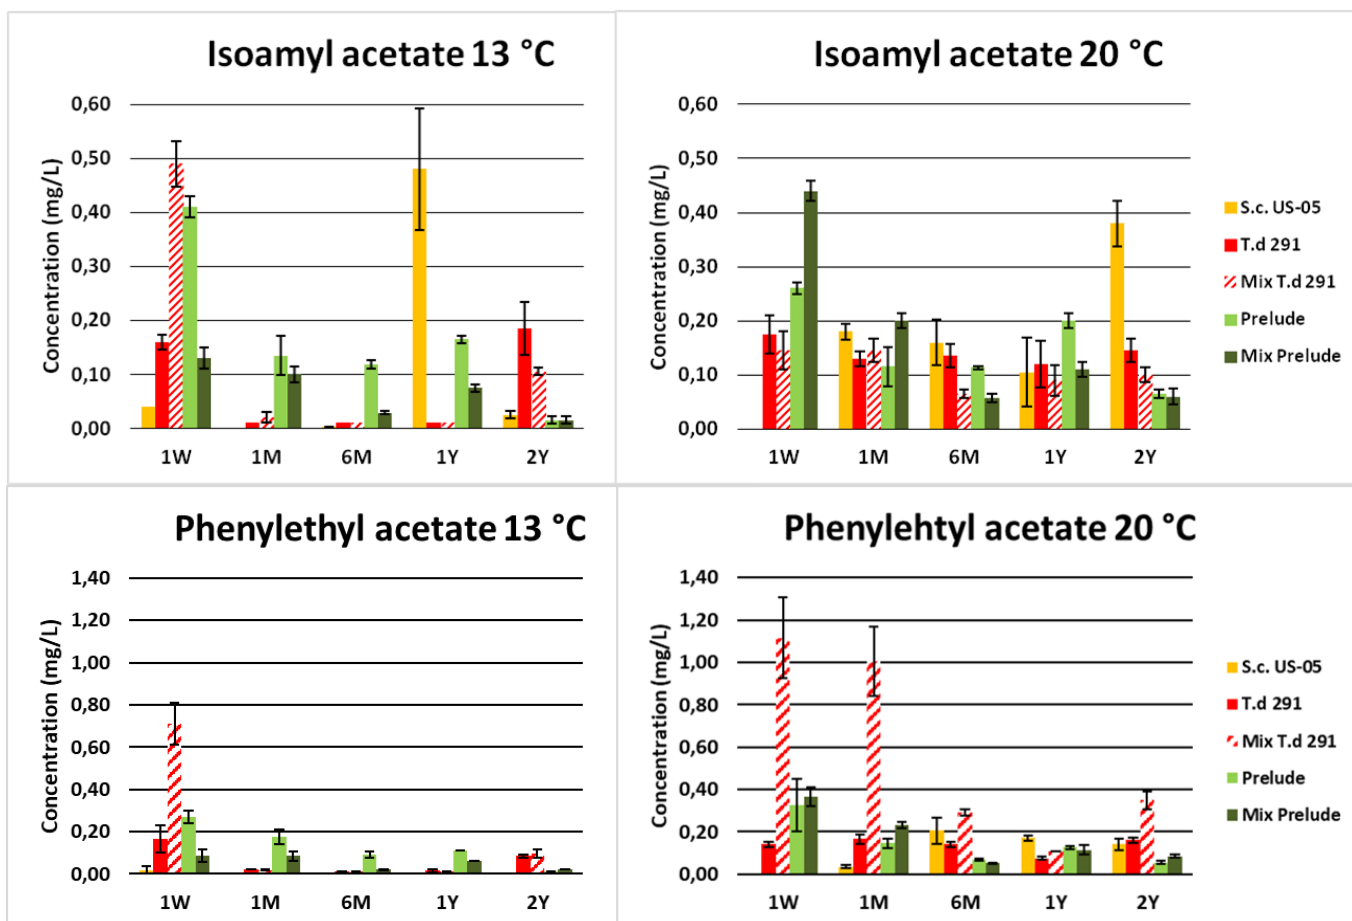 Isoamyl acetate 13 °C
Concentration (mg/L)
0,60
0,50
0,40
0,30
0,20
0,10
0,00
1W 1M 6M 1Y 2Y
Isoamyl acetate 20 °C
Concentration (mg/L)
0,60
0,50
0,40
0,30
0,20
0,10
0,00
1W 1M 6M 1Y 2Y
S.c. US-05
T.d 291
Mix T.d 291
Prelude
Mix Prelude
Phenylethyl acetate 13 °C
Concentration (mg/L)
1,40
1,20
1,00
0,80
0,60
0,40
0,20
0,00
1W 1M 6M 1Y 2Y
Phenylehtyl acetate 20 °C
Concentration (mg/L)
1,40
1,20
1,00
0,80
0,60
0,40
0,20
0,00
1W 1M 6M 1Y 2Y
S.c. US-05
T.d 291
Mix T.d 291
Prelude
Mix Prelude